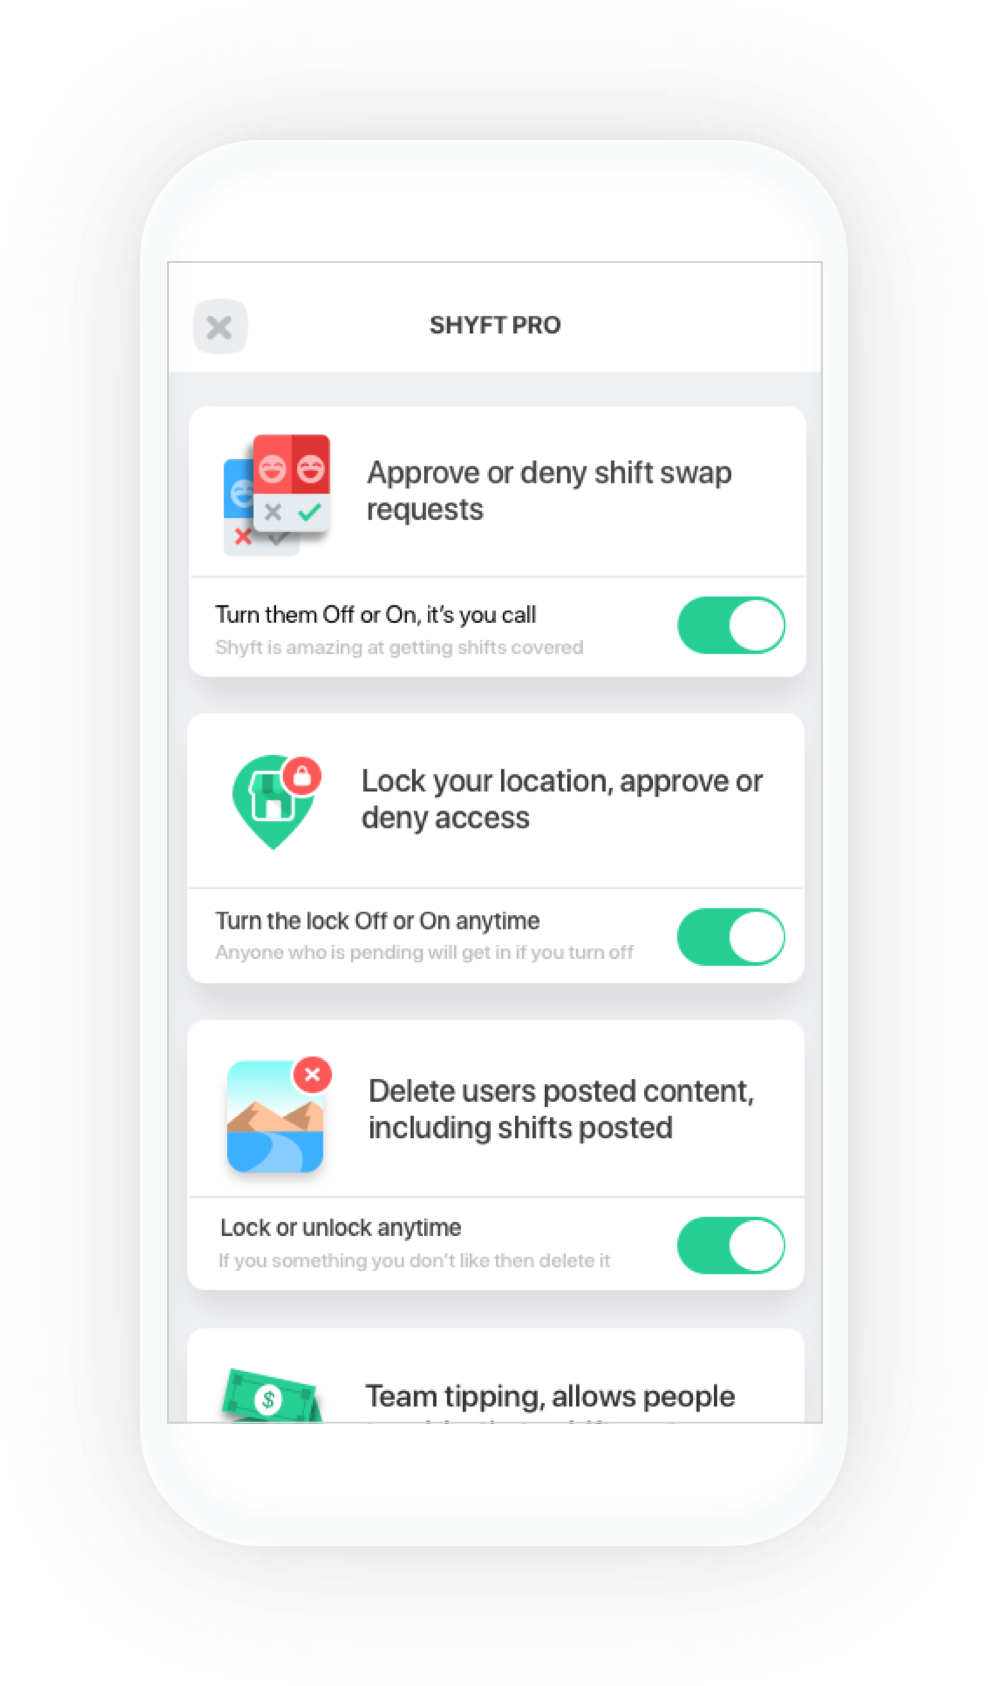 SHYFT PRO
Approve or deny shift swap
requests
Turn them Off or On, it's you call
Shyft is amazing at getting shifts covered
Lock your location, approve or
deny access
Turn the lock Off or On anytime
Anyone who is pending will get in if you turn off
Delete users posted content,
including shifts posted
Lock or unlock anytime
If you something you don't like then delete it
$
Team tipping, allows people